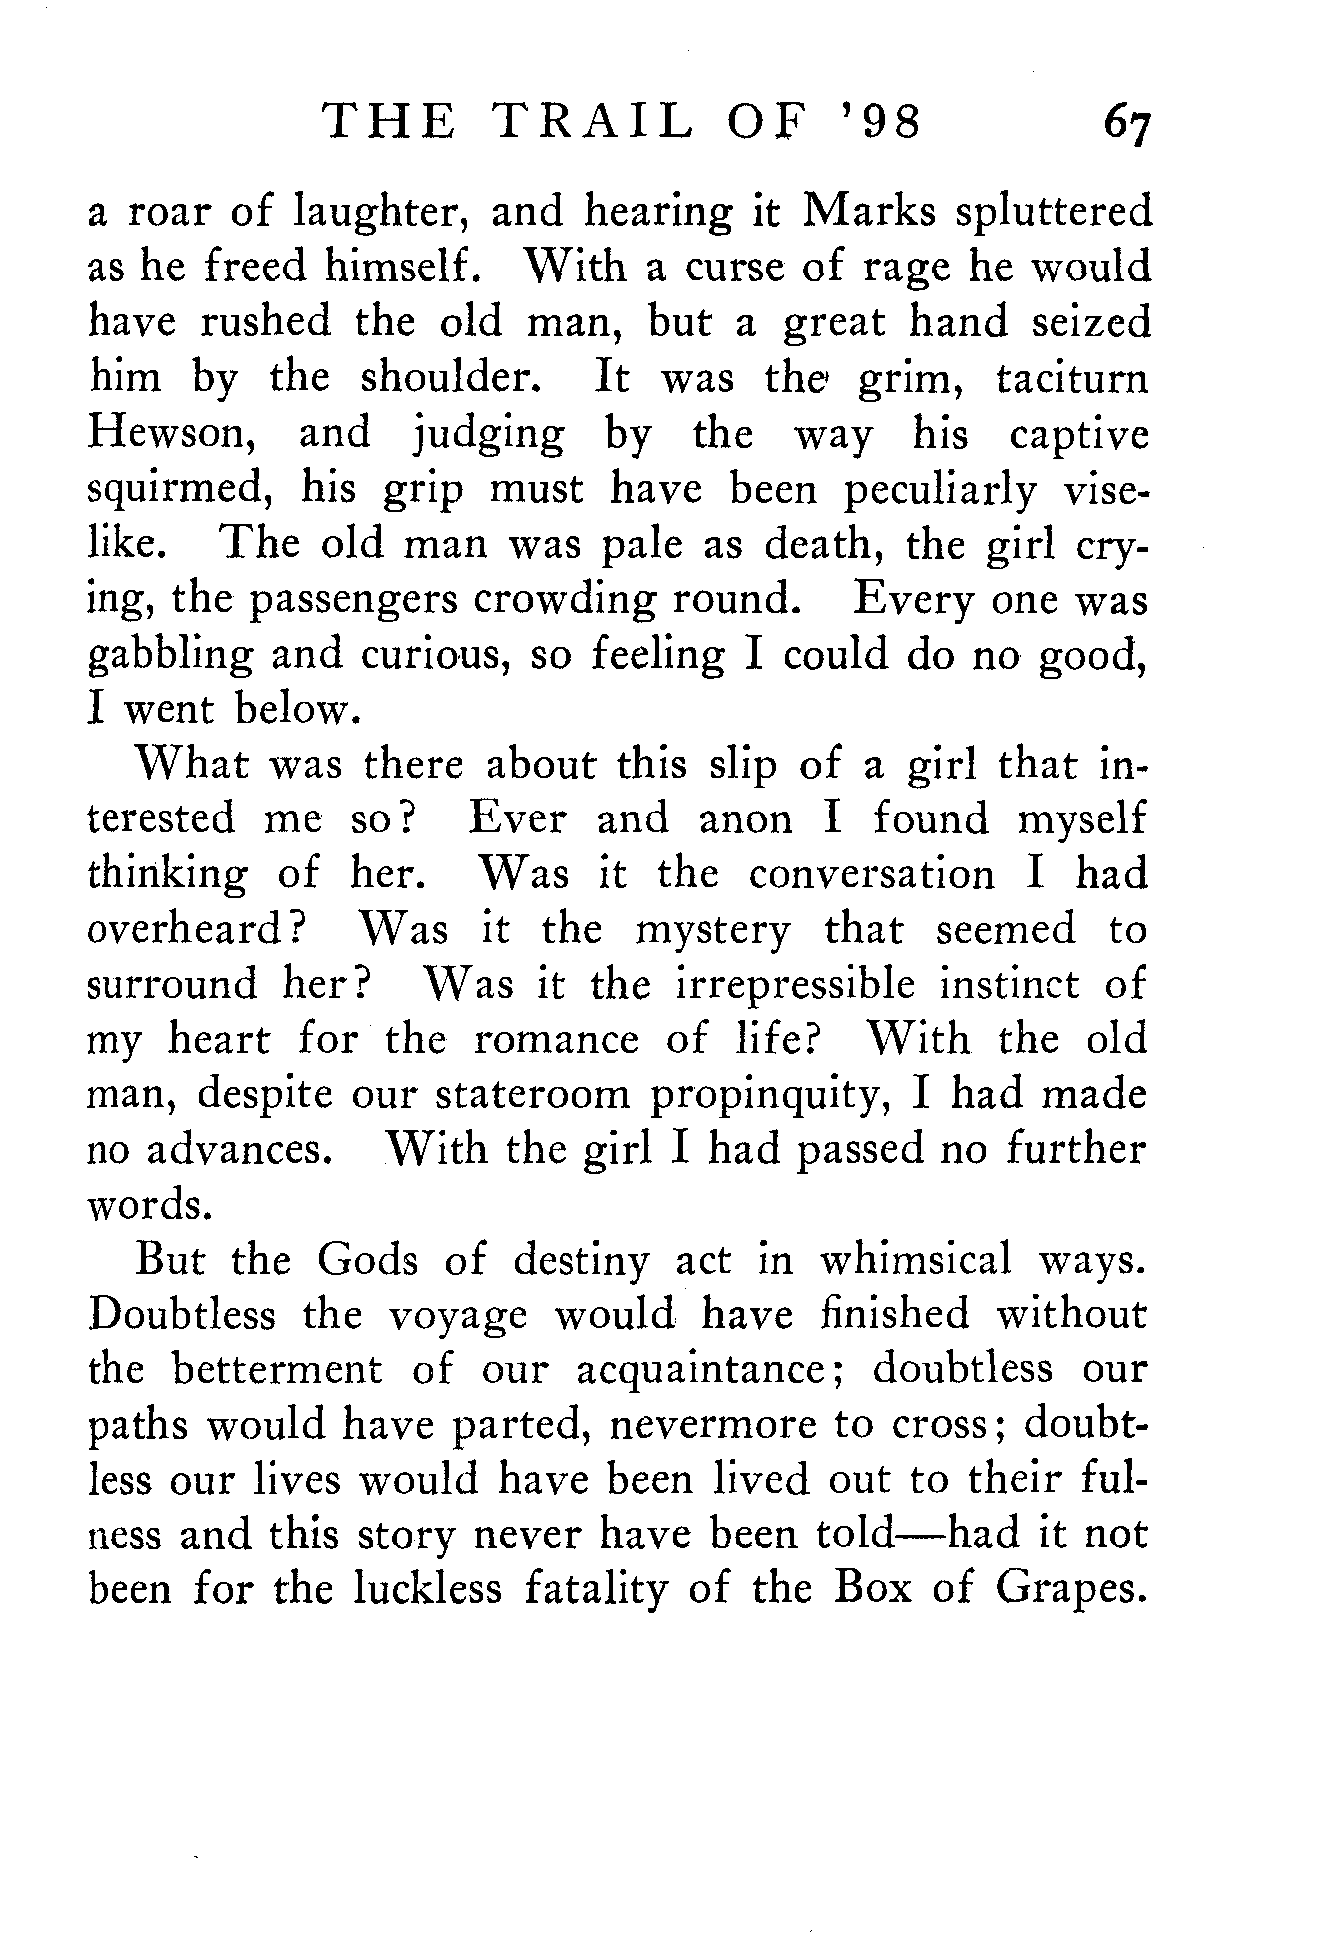 THE TRAIL OF '98 67
a roar of laughter, and hearing it Marks spluttered
as he freed himself. With a curse of rage he would
have rushed the old man, but a great hand seized
him by the shoulder. It was the grim, taciturn
Hewson, and judging by the way his captive
squirmed, his grip must have been peculiarly vise-
like. The old man was pale as death, the girl cry-
ing, the passengers crowding round. Every one was
gabbling and curious, so feeling I could do no good,
I went below.
What was there about this slip of a girl that in-
terested me so? Ever and anon I found myself
thinking of her. Was it the conversation I had
overheard? Was it the mystery that seemed to
surround her? Was it the irrepressible instinct of
my heart for the romance of life? With the old
man, despite our stateroom propinquity, I had made
no advances. With the girl I had passed no further
words.
But the Gods of destiny act in whimsical ways.
Doubtless the voyage would have finished without
the betterment of our acquaintance; doubtless our
paths would have parted, nevermore to cross; doubt-
less our lives would have been lived out to their ful-
ness and this story never have been told—had it not
been for the luckless fatality of the Box of Grapes.